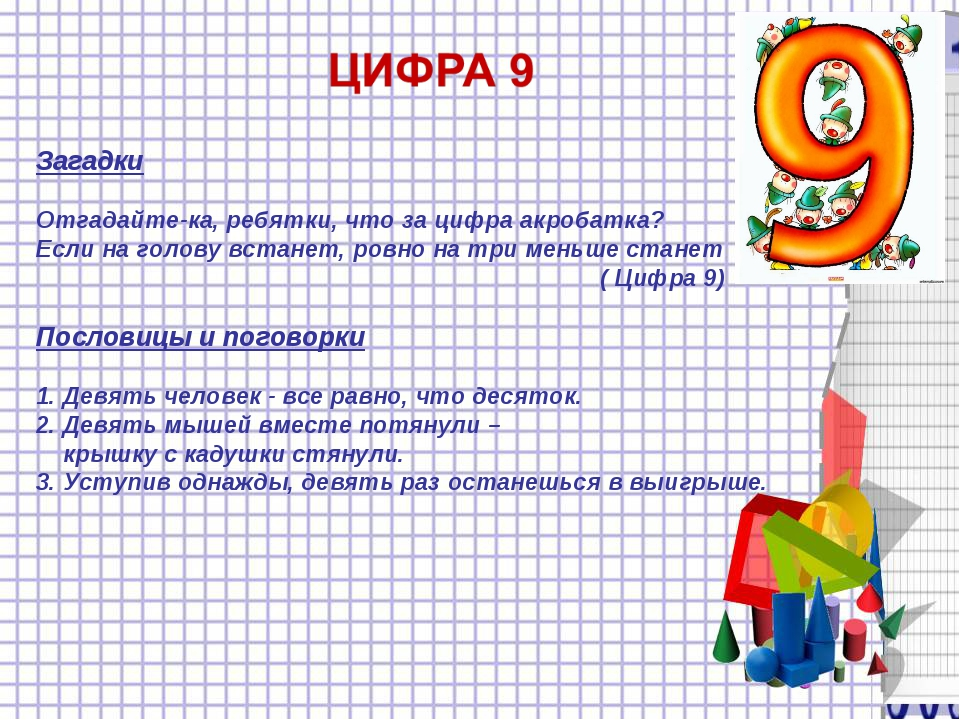 ЦИФРА 9
9
Загадки
Отгадайте-ка, ребятки, что за цифра акробатка?
Если на голову встанет, ровно на три меньше станет
( Цифра 9)
Пословицы и поговорки
1. Девять человек - все равно, что десяток.
2. Девять мышей вместе потянули –
крышку с кадушки стянули.
3. Уступив однажды, девять раз останешься в выигрыше.